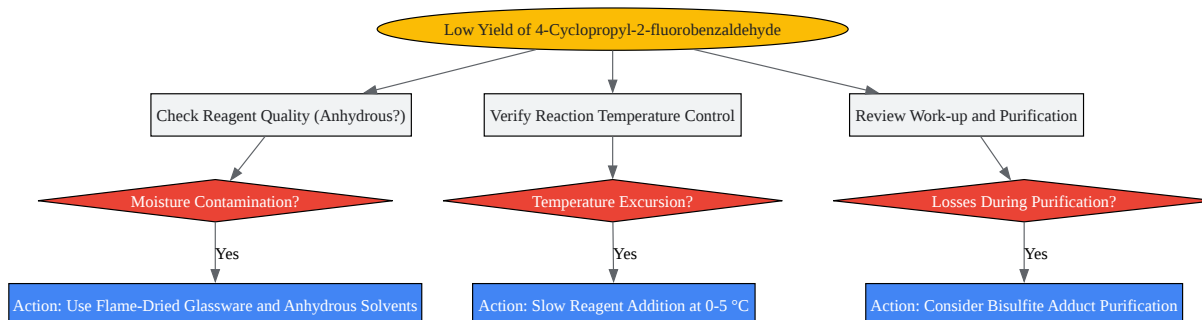 Low Yield of 4-Cyclopropyl-2-fluorobenzaldehyde
Check Reagent Quality (Anhydrous?)
Verify Reaction Temperature Control
Review Work-up and Purification
Moisture Contamination?
Temperature Excursion?
Losses During Purification?
Yes
Yes
Yes
Action: Use Flame-Dried Glassware and Anhydrous Solvents
Action: Slow Reagent Addition at 0-5 °C
Action: Consider Bisulfite Adduct Purification